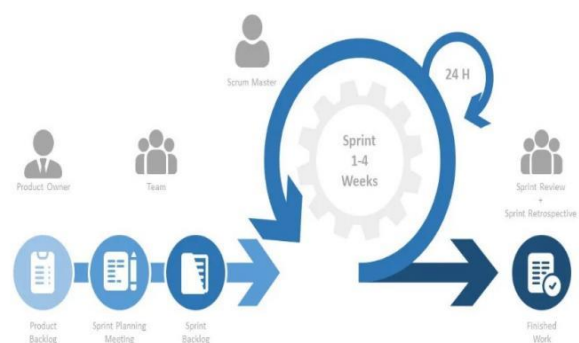 Scrum Master
24 H
Sprint
1-4
Weeks
Product Owner
Team
Sprint Review
+
Sprint Retrospective
Product
Backlog
Sprint Planning
Meeting
Sprint
Backlog
Finished
Work